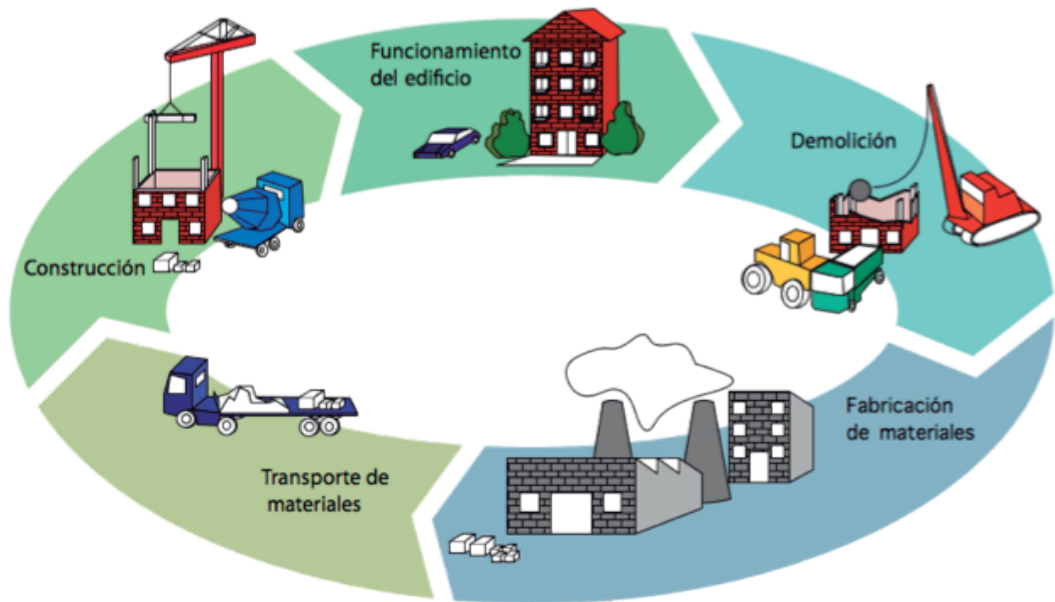 Funcionamiento
del edificio
Demolición
Construcción
Fabricación
de materiales
Transporte de
materiales